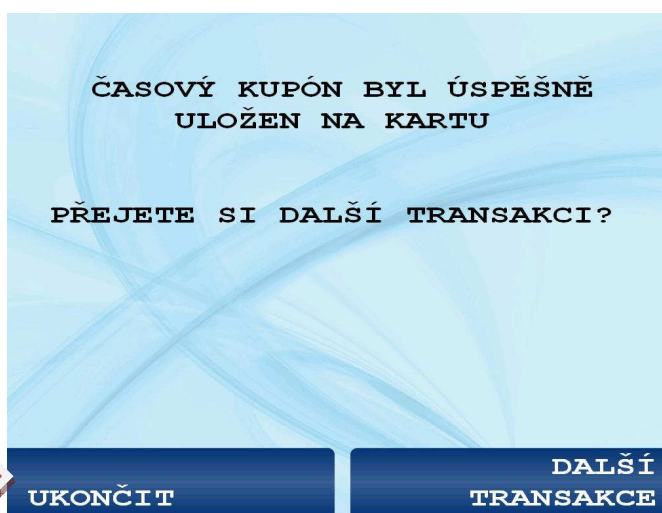 ČASOVÝ KUPÓN BYL ÚSPĚŠNĚ
ULOŽEN NA KARTU
PŘEJETE SI DALŠÍ TRANSAKCI?
UKONČIT
DALŠÍ
TRANSAKCE